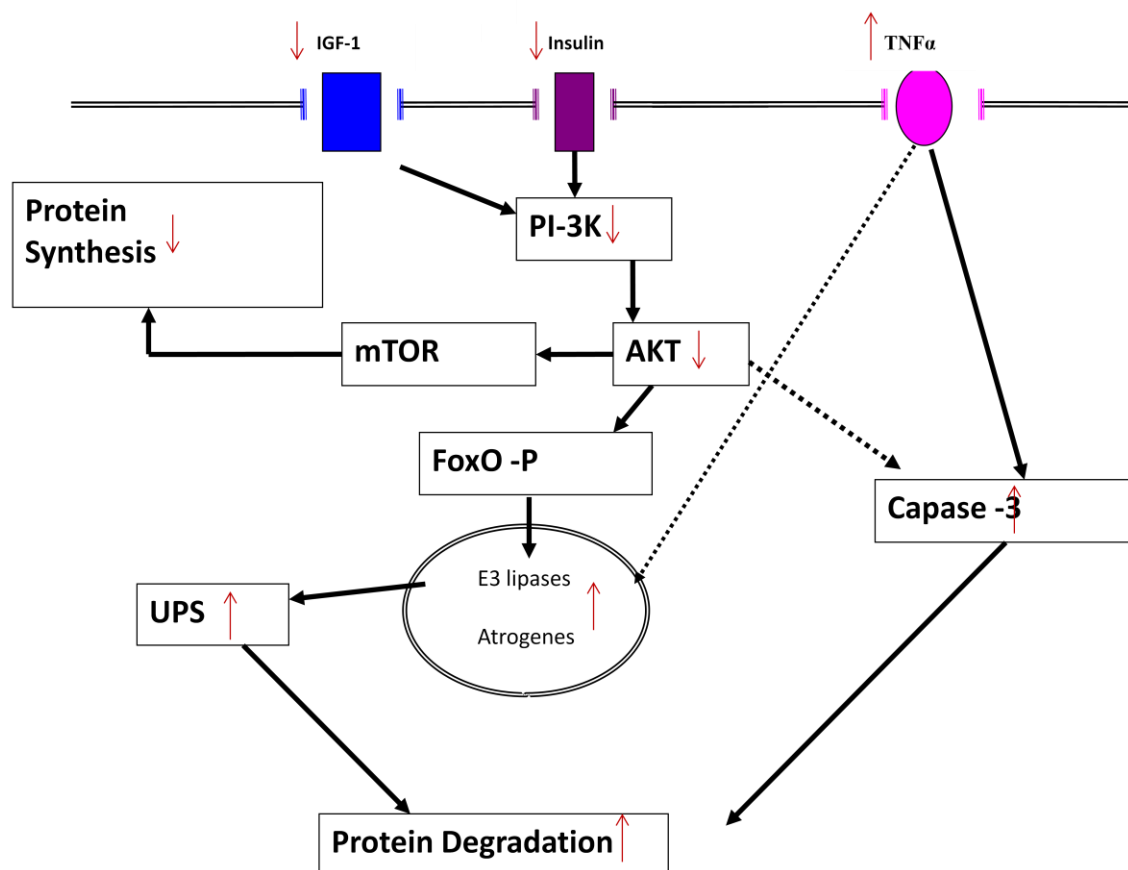 IGF-1
Insulin
TNFα
Protein
Synthesis
PI-3K
mTOR
AKT
FoxO -P
Capase -3
E3 lipases
UPS
Atrogenes
Protein Degradation